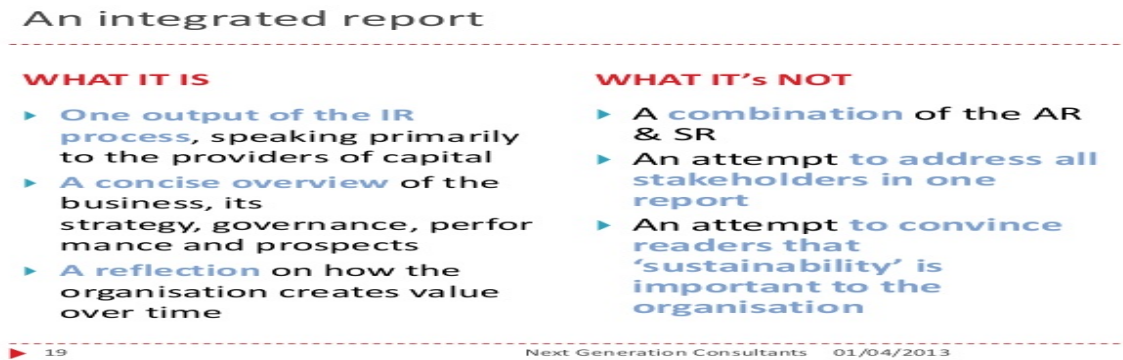 An integrated report
WHAT IT IS
One output of the IR
process, speaking primarily
to the providers of capital
A concise overview of the
business, its
strategy, governance, perfor
mance and prospects
A reflection on how the
organisation creates value
over time
WHAT IT's NOT
A combination of the AR
& SR
An attempt to address all
stakeholders in one
report
An attempt to convince
readers that
‘sustainability’ is
important to the
organisation
19
Next Generation Consultants 01/04/2013